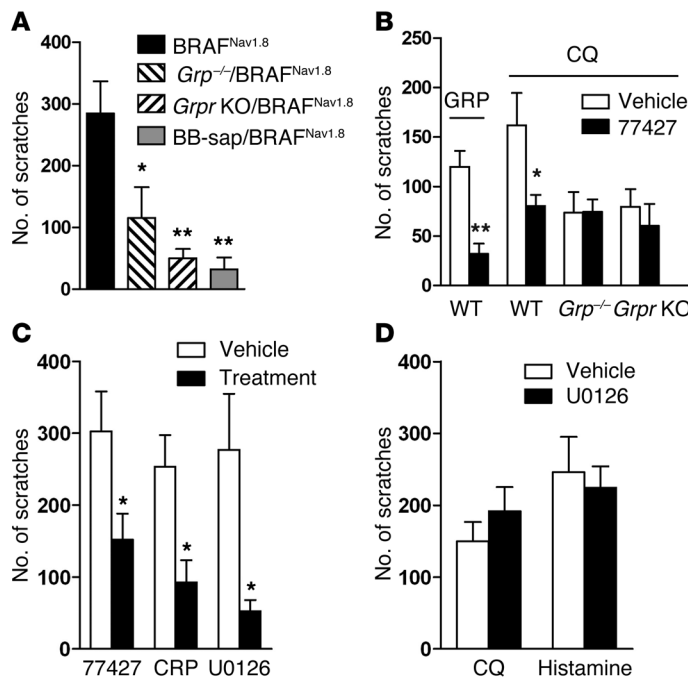 A
No. of scratches
400
300
200
100
0
BRAF^Nav1.8
Grp^–/–/BRAF^Nav1.8
Grpr KO/BRAF^Nav1.8
BB-sap/BRAF^Nav1.8
*
**
**
B
No. of scratches
250
200
150
100
50
0
CQ
GRP
Vehicle
77427
**
*
WT
WT
Grp^–/–
Grpr KO
C
No. of scratches
400
300
200
100
0
Vehicle
Treatment
*
*
*
77427
CRP
U0126
D
No. of scratches
400
300
200
100
0
Vehicle
U0126
CQ
Histamine